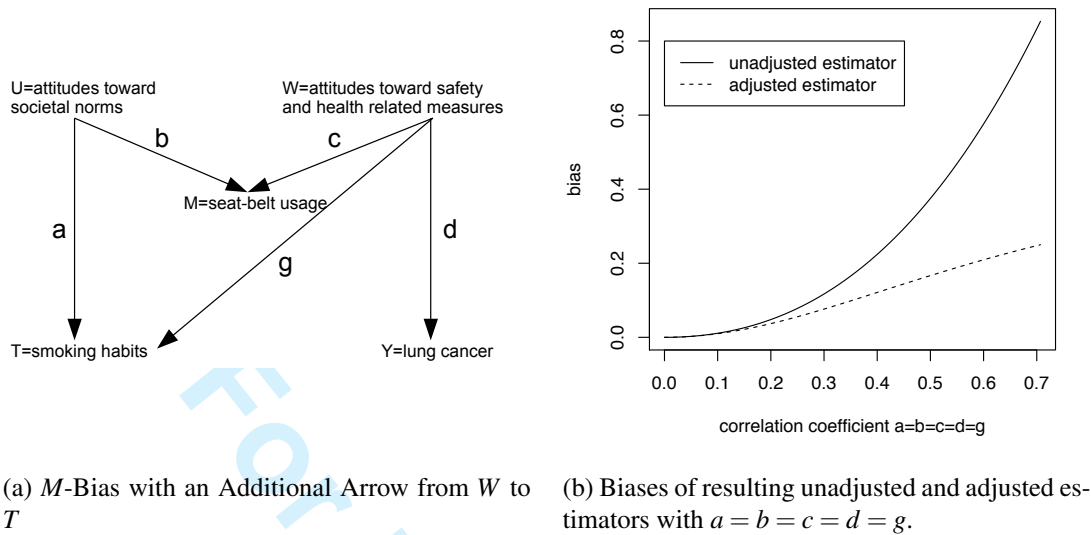 U=attitudes toward
societal norms
W=attitudes toward safety
and health related measures
b
c
M=seat-belt usage
a
d
g
T=smoking habits
Y=lung cancer
unadjusted estimator
adjusted estimator
bias
0.8
0.6
0.4
0.2
0.0
0.0 0.1 0.2 0.3 0.4 0.5 0.6 0.7
correlation coefficient a=b=c=d=g
For
(a) M-Bias with an Additional Arrow from W to
T
(b) Biases of resulting unadjusted and adjusted es-
timators with a = b = c = d = g.